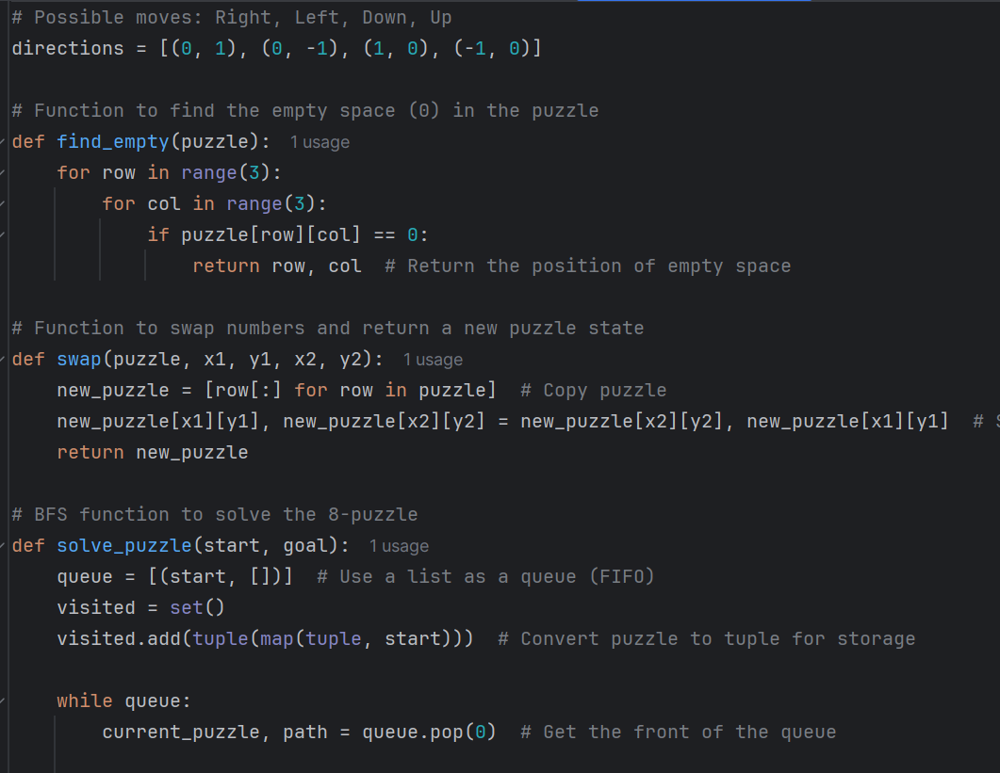 # Possible moves: Right, Left, Down, Up
directions = [(0, 1), (0, -1), (1, 0), (-1, 0)]
# Function to find the empty space (0) in the puzzle
def find_empty(puzzle): 1 usage
    for row in range(3):
        for col in range(3):
            if puzzle[row][col] == 0:
                return row, col  # Return the position of empty space
# Function to swap numbers and return a new puzzle state
def swap(puzzle, x1, y1, x2, y2): 1 usage
    new_puzzle = [row[:] for row in puzzle]  # Copy puzzle
    new_puzzle[x1][y1], new_puzzle[x2][y2] = new_puzzle[x2][y2], new_puzzle[x1][y1]  #
    return new_puzzle
# BFS function to solve the 8-puzzle
def solve_puzzle(start, goal): 1 usage
    queue = [(start, [])]  # Use a list as a queue (FIFO)
    visited = set()
    visited.add(tuple(map(tuple, start)))  # Convert puzzle to tuple for storage
    while queue:
        current_puzzle, path = queue.pop(0)  # Get the front of the queue